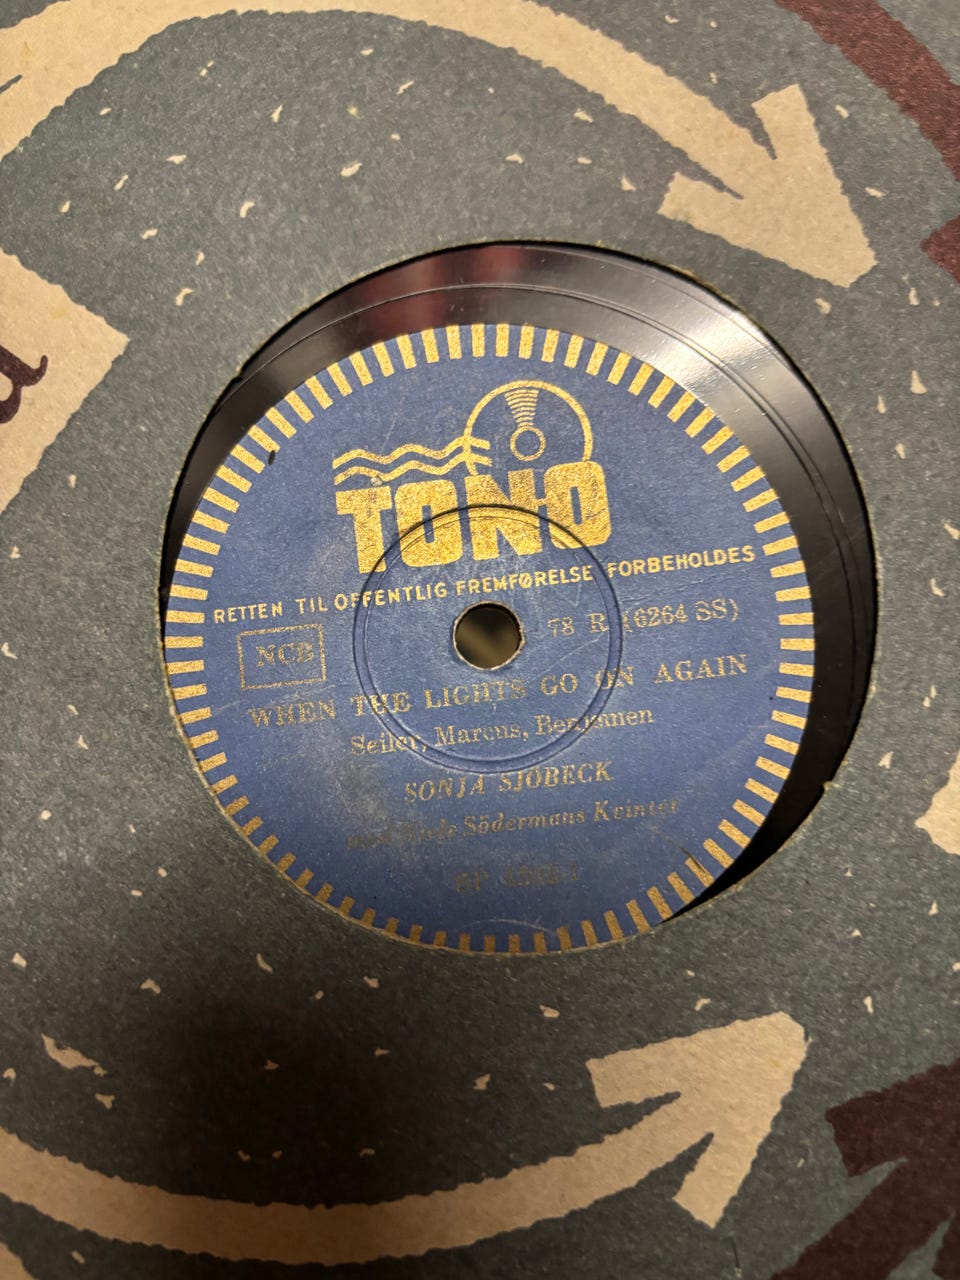 TONO
RETTEN TIL OFFENTLIG FREMFØRELSE FORBEHOLDES
NCB
78 R (6264 SS)
WHEN THE LIGHTS GO ON AGAIN
Seiler, Marcus, Benjamen
SONJA SJÖBECK
Södermans Kvintet